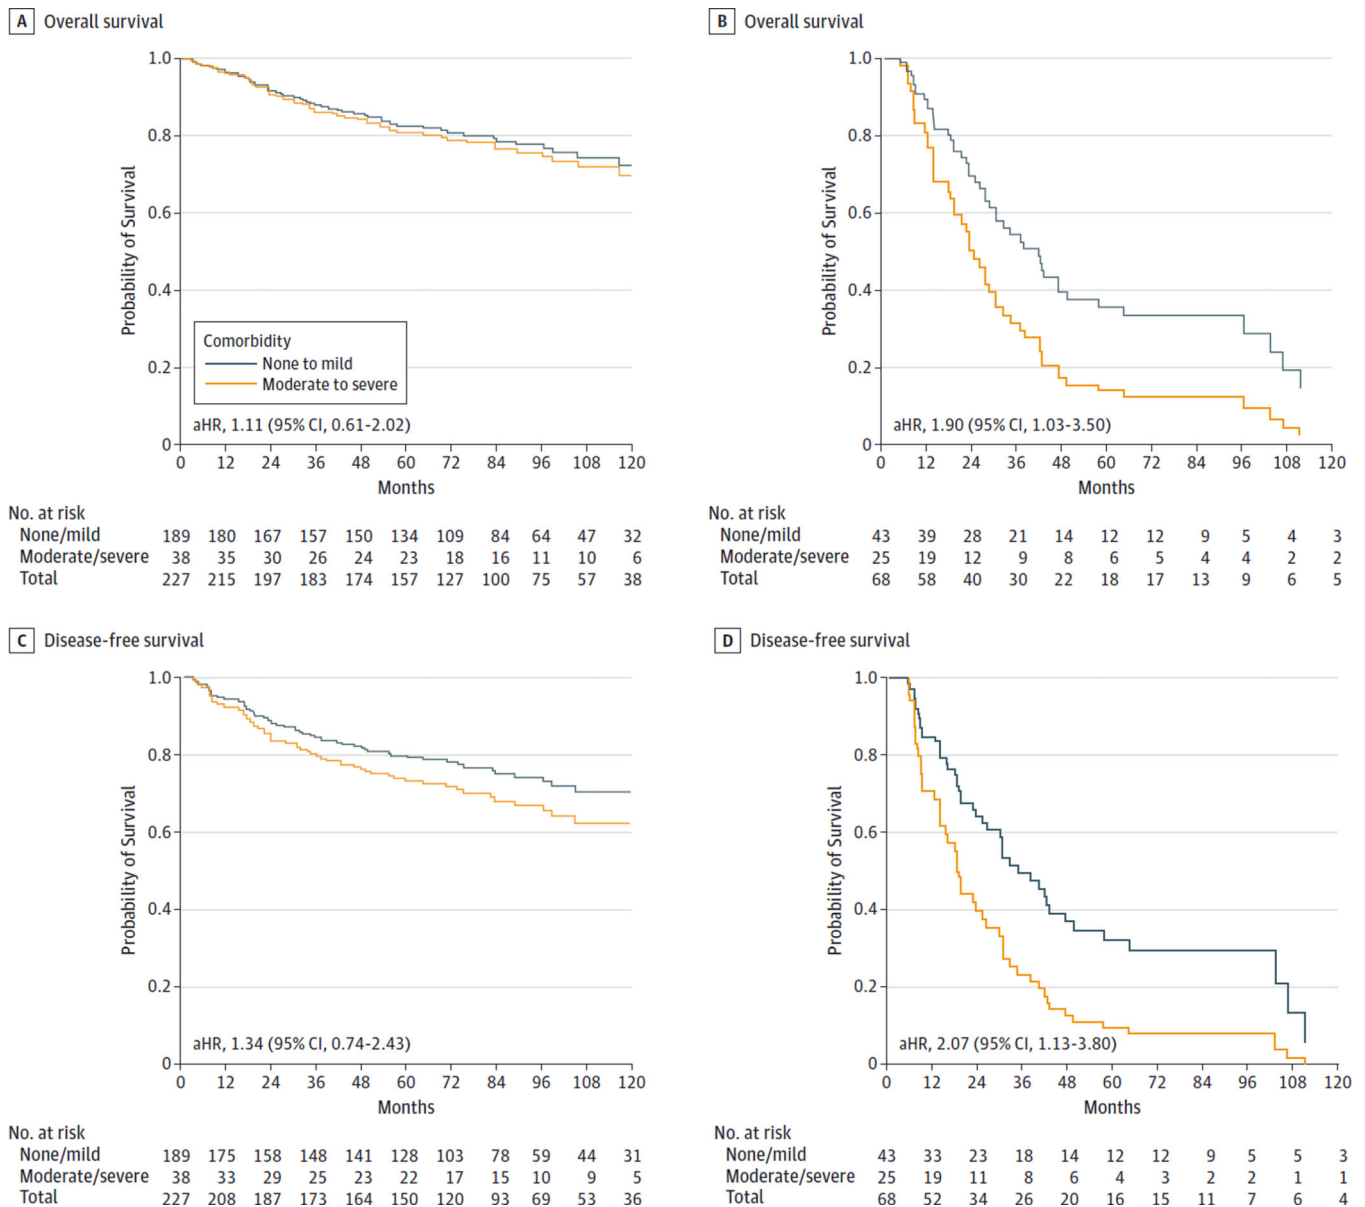 A Overall survival
1.0
0.8
0.6
0.4
0.2
0
Probability of Survival
Comorbidity
None to mild
Moderate to severe
aHR, 1.11 (95% CI, 0.61-2.02)
0 12 24 36 48 60 72 84 96 108 120
Months
No. at risk
None/mild 189 180 167 157 150 134 109 84 64 47 32
Moderate/severe 38 35 30 26 24 23 18 16 11 10 6
Total 227 215 197 183 174 157 127 100 75 57 38
B Overall survival
1.0
0.8
0.6
0.4
0.2
0
Probability of Survival
aHR, 1.90 (95% CI, 1.03-3.50)
0 12 24 36 48 60 72 84 96 108 120
Months
No. at risk
None/mild 43 39 28 21 14 12 12 9 5 4 3
Moderate/severe 25 19 12 9 8 6 5 4 4 2 2
Total 68 58 40 30 22 18 17 13 9 6 5
C Disease-free survival
1.0
0.8
0.6
0.4
0.2
0
Probability of Survival
aHR, 1.34 (95% CI, 0.74-2.43)
0 12 24 36 48 60 72 84 96 108 120
Months
No. at risk
None/mild 189 175 158 148 141 128 103 78 59 44 31
Moderate/severe 38 33 29 25 23 22 17 15 10 9 5
Total 227 208 187 173 164 150 120 93 69 53 36
D Disease-free survival
1.0
0.8
0.6
0.4
0.2
0
Probability of Survival
aHR, 2.07 (95% CI, 1.13-3.80)
0 12 24 36 48 60 72 84 96 108 120
Months
No. at risk
None/mild 43 33 23 18 14 12 12 9 5 5 3
Moderate/severe 25 19 11 8 6 4 3 2 2 1 1
Total 68 52 34 26 20 16 15 11 7 6 4